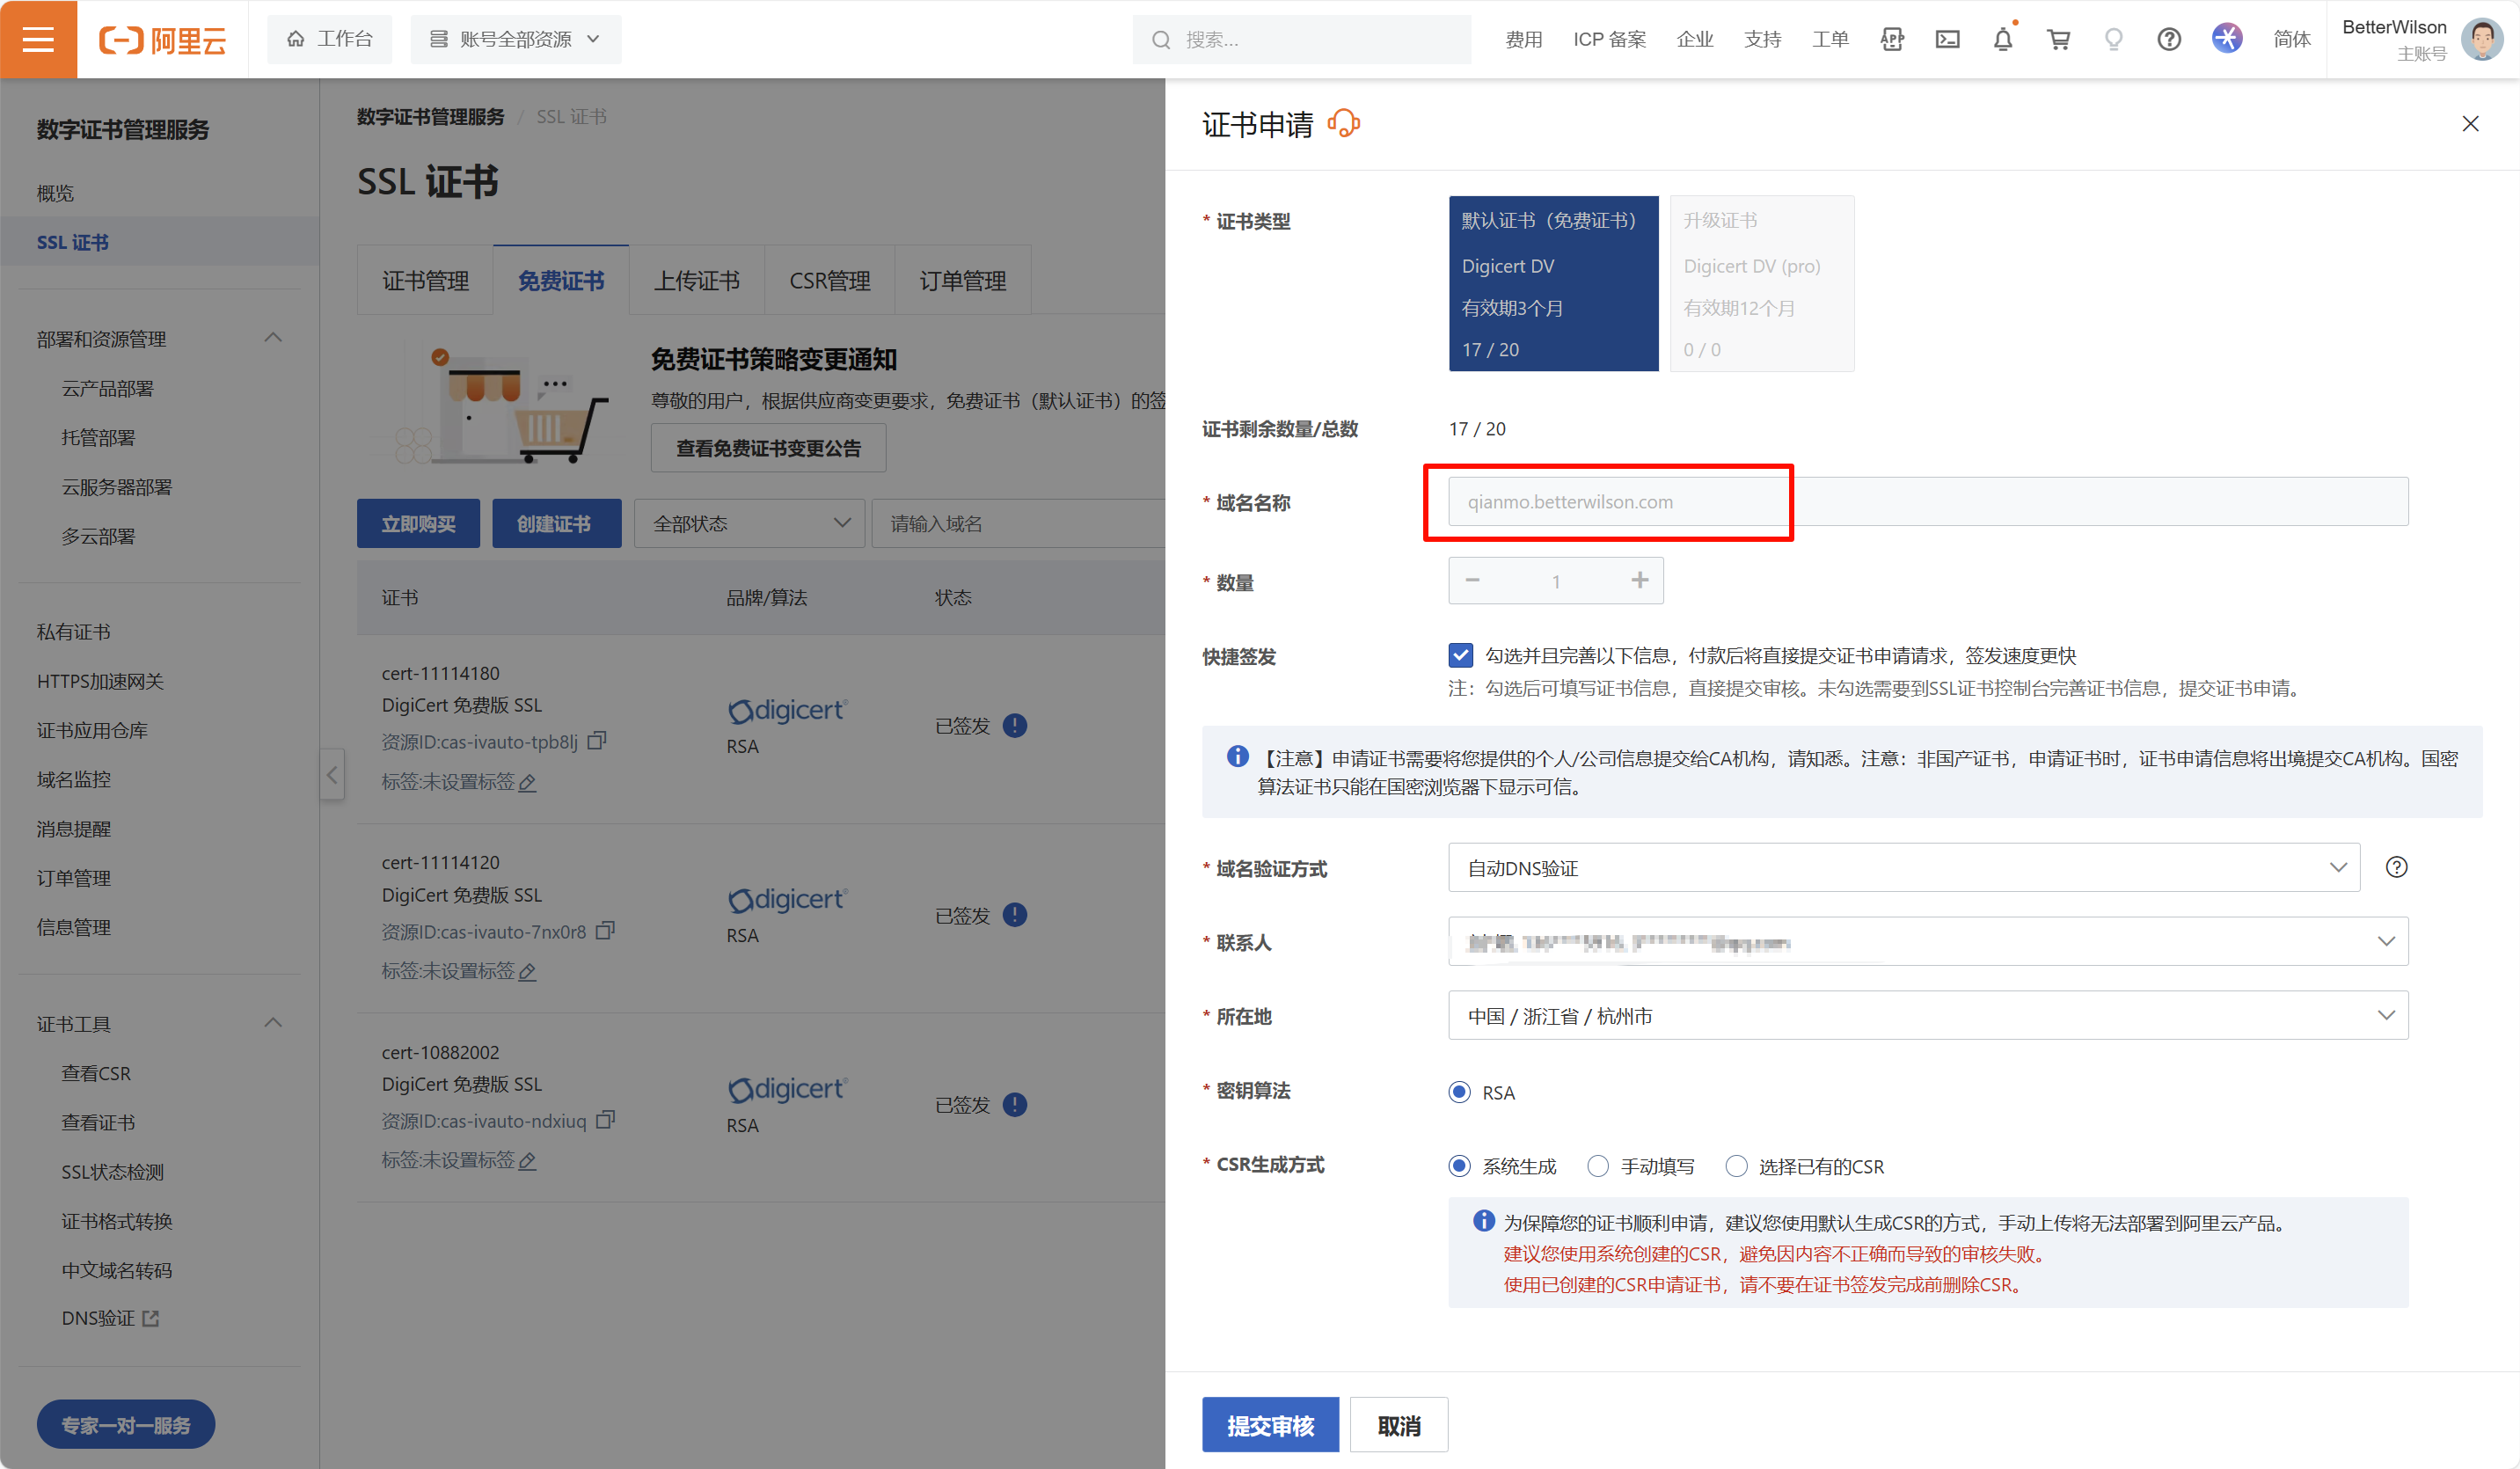 阿里云
工作台
账号全部资源
搜索...
费用
ICP 备案
企业
支持
工单
APP
简体
BetterWilson
主账号
数字证书管理服务
概览
SSL 证书
部署和资源管理
云产品部署
托管部署
云服务器部署
多云部署
私有证书
HTTPS加速网关
证书应用仓库
域名监控
消息提醒
订单管理
信息管理
证书工具
查看CSR
查看证书
SSL状态检测
证书格式转换
中文域名转码
DNS验证
专家一对一服务
数字证书管理服务 / SSL 证书
SSL 证书
证书管理
免费证书
上传证书
CSR管理
订单管理
免费证书策略变更通知
尊敬的用户，根据供应商变更要求，免费证书（默认证书）的签
查看免费证书变更公告
立即购买
创建证书
全部状态
请输入域名
证书
品牌/算法
状态
cert-11114180
DigiCert 免费版 SSL
资源ID:cas-ivauto-tpb8lj
标签:未设置标签
digicert
RSA
已签发
cert-11114120
DigiCert 免费版 SSL
资源ID:cas-ivauto-7nx0r8
标签:未设置标签
digicert
RSA
已签发
cert-10882002
DigiCert 免费版 SSL
资源ID:cas-ivauto-ndxiuq
标签:未设置标签
digicert
RSA
已签发
证书申请
* 证书类型
默认证书（免费证书）
Digicert DV
有效期3个月
17 / 20
升级证书
Digicert DV (pro)
有效期12个月
0 / 0
证书剩余数量/总数
17 / 20
* 域名名称
qianmo.betterwilson.com
* 数量
1
快捷签发
勾选并且完善以下信息，付款后将直接提交证书申请请求，签发速度更快
注：勾选后可填写证书信息，直接提交审核。未勾选需要到SSL证书控制台完善证书信息，提交证书申请。
【注意】申请证书需要将您提供的个人/公司信息提交给CA机构，请知悉。注意：非国产证书，申请证书时，证书申请信息将出境提交CA机构。国密
算法证书只能在国密浏览器下显示可信。
* 域名验证方式
自动DNS验证
* 联系人
* 所在地
中国 / 浙江省 / 杭州市
* 密钥算法
RSA
* CSR生成方式
系统生成
手动填写
选择已有的CSR
为保障您的证书顺利申请，建议您使用默认生成CSR的方式，手动上传将无法部署到阿里云产品。
建议您使用系统创建的CSR，避免因内容不正确而导致的审核失败。
使用已创建的CSR申请证书，请不要在证书签发完成前删除CSR。
提交审核
取消